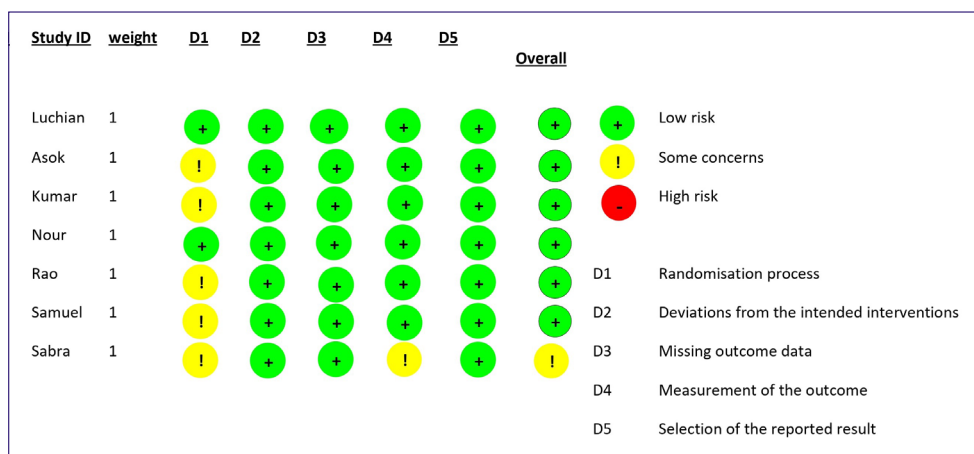 Study ID weight D1 D2 D3 D4 D5
Overall
Luchian 1 + + + + + + + Low risk
Asok 1 ! + + + + + ! Some concerns
Kumar 1 ! + + + + + - High risk
Nour 1 + + + + + +
Rao 1 ! + + + + + D1 Randomisation process
Samuel 1 ! + + + + + D2 Deviations from the intended interventions
Sabra 1 ! + + ! + ! D3 Missing outcome data
D4 Measurement of the outcome
D5 Selection of the reported result